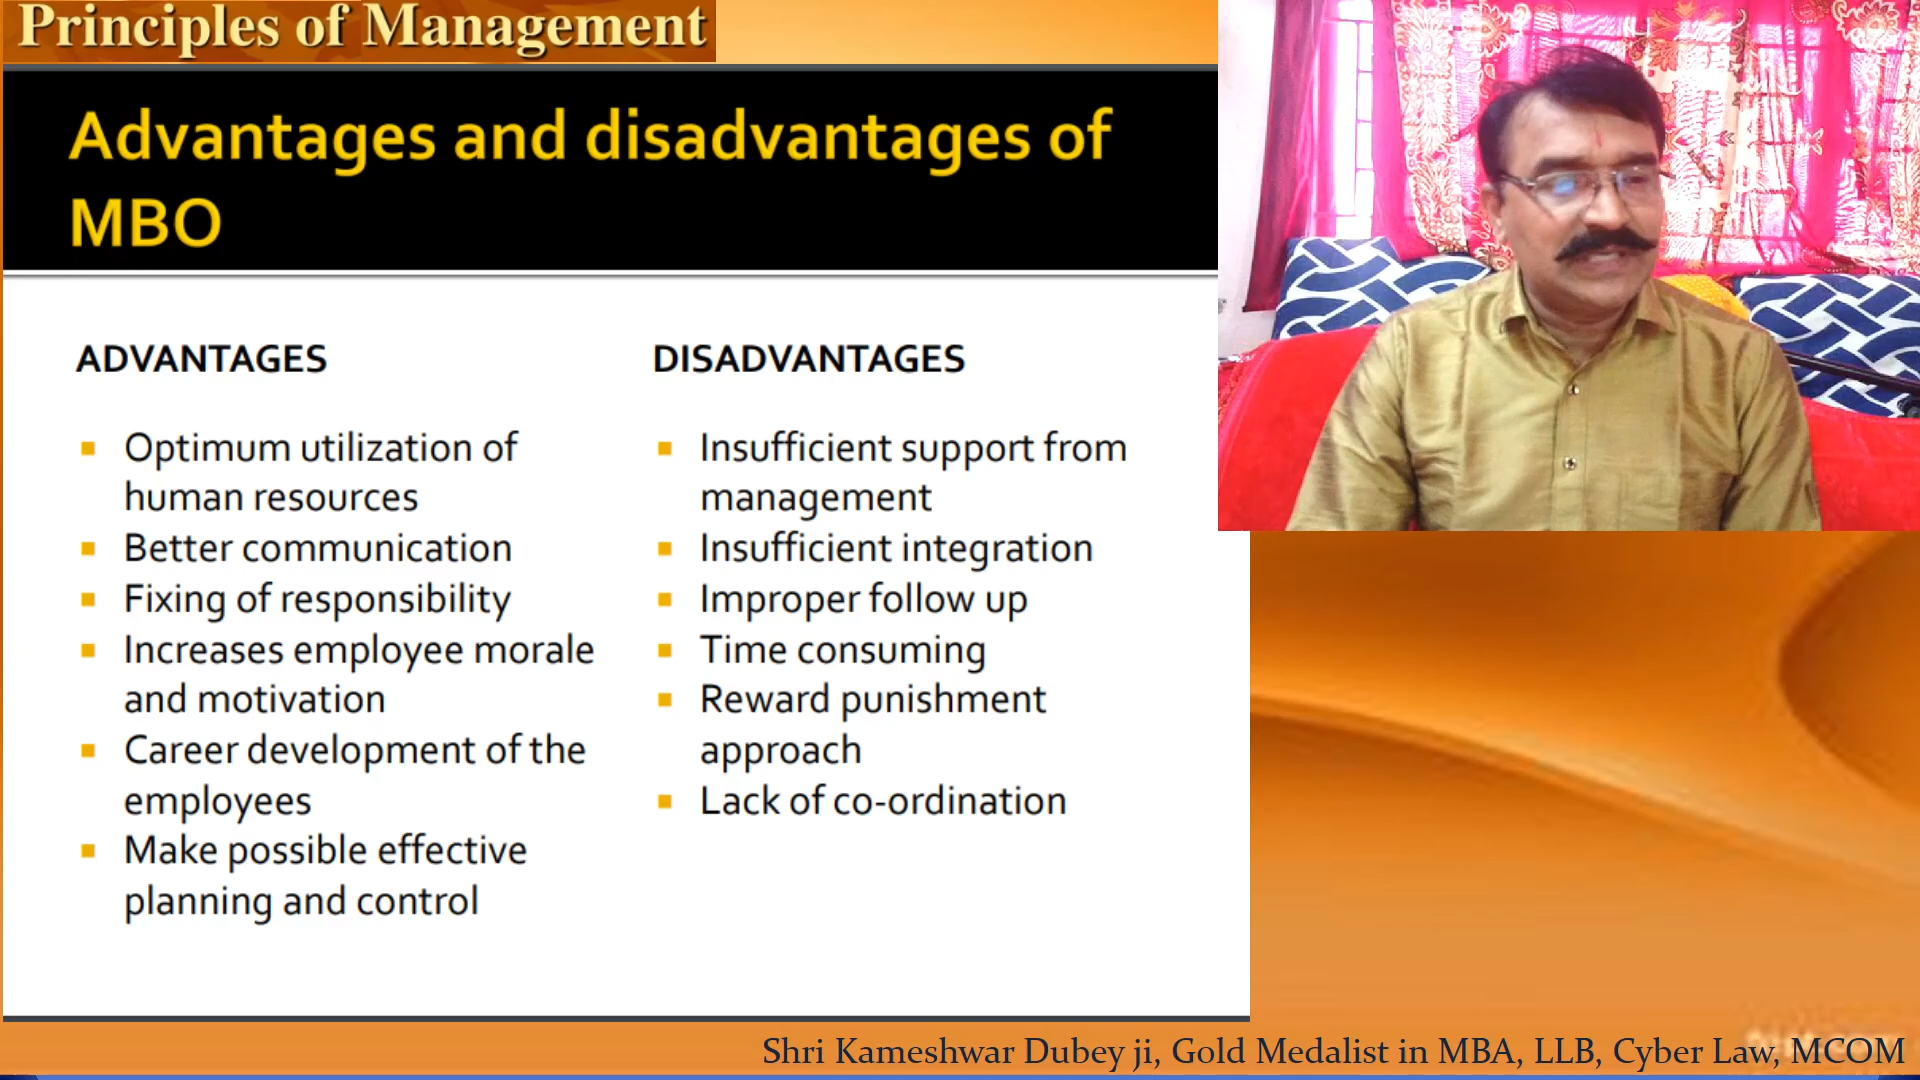 Principles of Management
Advantages and disadvantages of
MBO
ADVANTAGES
Optimum utilization of
human resources
Better communication
Fixing of responsibility
Increases employee morale
and motivation
Career development of the
employees
Make possible effective
planning and control
DISADVANTAGES
Insufficient support from
management
Insufficient integration
Improper follow up
Time consuming
Reward punishment
approach
Lack of co-ordination
Shri Kameshwar Dubey ji, Gold Medalist in MBA, LLB, Cyber Law, MCOM